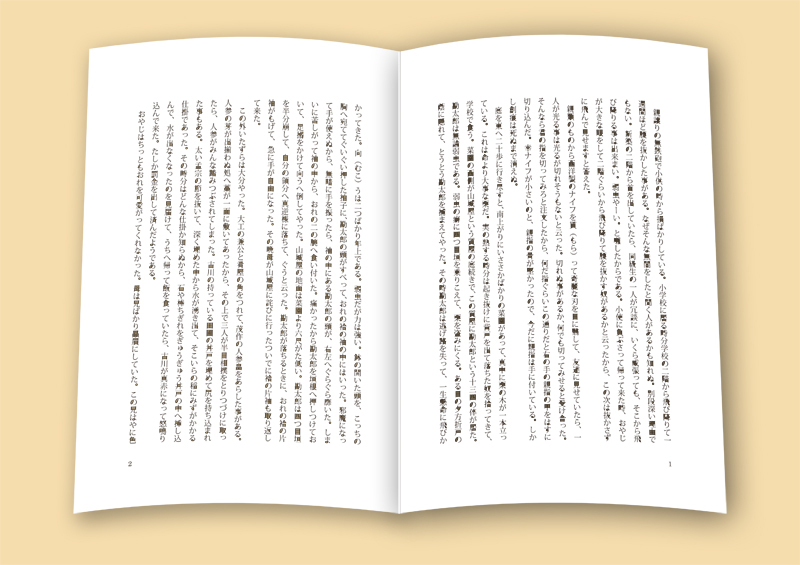 親譲りの無鉄砲で小供の時から損ばかりしている。小学校に居る時分学校の二階から飛び降りて一
週間ほど腰を抜かした事がある。なぜそんな無闇をしたと聞く人があるかも知れぬ。別段深い理由で
もない。新築の二階から首を出していたら、同級生の一人が冗談に、いくら威張っても、そこから飛
び降りる事は出来まい。弱虫やーい。と囃したからである。小使に負ぶさって帰って来た時、おやじ
が大きな眼をして二階ぐらいから飛び降りて腰を抜かす奴があるかと云ったから、この次は抜かさず
に飛んで見せますと答えた。
親類のものから西洋製のナイフを貰（もら）って奇麗な刃を日に翳して、友達に見せていたら、一
人が光る事は光るが切れそうもないと云った。切れぬ事があるか、何でも切ってみせると受け合った。
そんなら君の指を切ってみろと注文したから、何だ指ぐらいこの通りだと右の手の親指の甲をはすに
切り込んだ。幸ナイフが小さいのと、親指の骨が堅かったので、今だに親指は手に付いている。しか
し創痕は死ぬまで消えぬ。
庭を東へ二十歩に行き尽すと、南上がりにいささかばかりの菜園があって、真中に栗の木が一本立っ
ている。これは命より大事な栗だ。実の熟する時分は起き抜けに背戸を出て落ちた奴を拾ってきて、
学校で食う。菜園の西側が山城屋という質屋の庭続きで、この質屋に勘太郎という十三四の倅が居た。
勘太郎は無論弱虫である。弱虫の癖に四つ目垣を乗りこえて、栗を盗みにくる。ある日の夕方折戸の
蔭に隠れて、とうとう勘太郎を捕まえてやった。その時勘太郎は逃げ路を失って、一生懸命に飛びか
1
かってきた。向（むこ）うは二つばかり年上である。弱虫だが力は強い。鉢の開いた頭を、こっちの
胸へ宛ててぐいぐい押した拍子に、勘太郎の頭がすべって、おれの袷の袖の中にはいった。邪魔になっ
て手が使えぬから、無暗に手を振ったら、袖の中にある勘太郎の頭が、右左へぐらぐら靡いた。しま
いに苦しがって袖の中から、おれの二の腕へ食い付いた。痛かったから勘太郎を垣根へ押しつけてお
いて、足搦をかけて向うへ倒してやった。山城屋の地面は菜園より六尺がた低い。勘太郎は四つ目垣
を半分崩して、自分の領分へ真逆様に落ちて、ぐうと云った。勘太郎が落ちるときに、おれの袷の片
袖がもげて、急に手が自由になった。その晩母が山城屋に詫びに行ったついでに袷の片袖も取り返し
て来た。
この外いたずらは大分やった。大工の兼公と肴屋の角をつれて、茂作の人参畠をあらした事がある。
人参の芽が出揃わぬ処へ藁が一面に敷いてあったから、その上で三人が半日相撲をとりつづけに取っ
たら、人参がみんな踏みつぶされてしまった。古川の持っている田圃の井戸を埋めて尻を持ち込まれ
た事もある。太い孟宗の節を抜いて、深く埋めた中から水が湧き出て、そこいらの稲にみずがかかる
仕掛であった。その時分はどんな仕掛か知らぬから、石や棒ちぎれをぎゅうぎゅう井戸の中へ挿し込
んで、水が出なくなったのを見届けて、うちへ帰って飯を食っていたら、古川が真赤になって怒鳴り
込んで来た。たしか罰金を出して済んだようである。
おやじはちっともおれを可愛がってくれなかった。母は兄ばかり贔屓にしていた。この兄はやに色
2